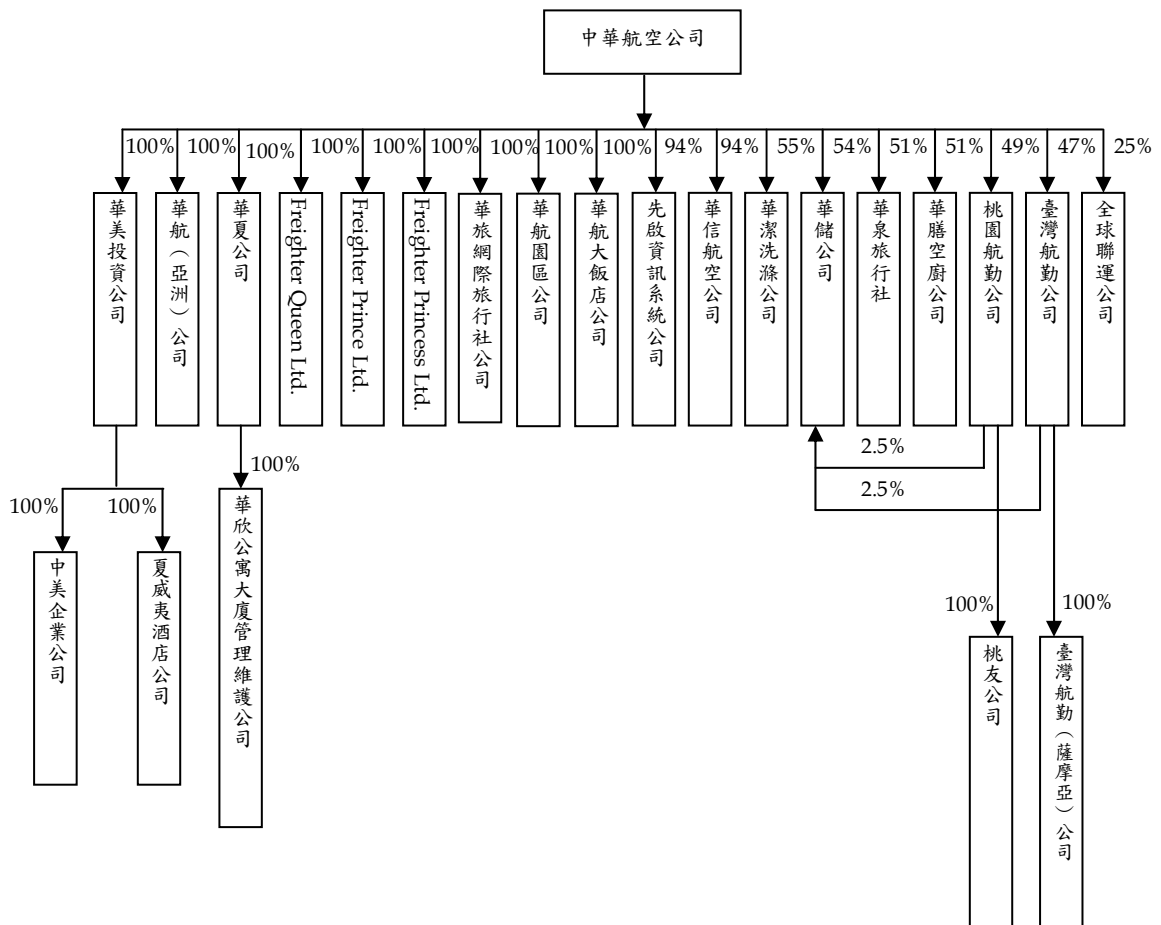 中華航空公司
100%
100%
100%
100%
100%
100%
100%
100%
100%
94%
94%
55%
54%
51%
51%
49%
47%
25%
華美投資公司
華航（亞洲）公司
華夏公司
Freighter Queen Ltd.
Freighter Prince Ltd.
Freighter Princess Ltd.
華旅網際旅行社公司
華航園區公司
華航大飯店公司
先啟資訊系統公司
華信航空公司
華潔洗滌公司
華儲公司
華泉旅行社
華膳空廚公司
桃園航勤公司
臺灣航勤公司
全球聯運公司
2.5%
2.5%
100%
100%
100%
中美企業公司
夏威夷酒店公司
華欣公寓大廈管理維護公司
100%
100%
桃友公司
臺灣航勤（薩摩亞）公司